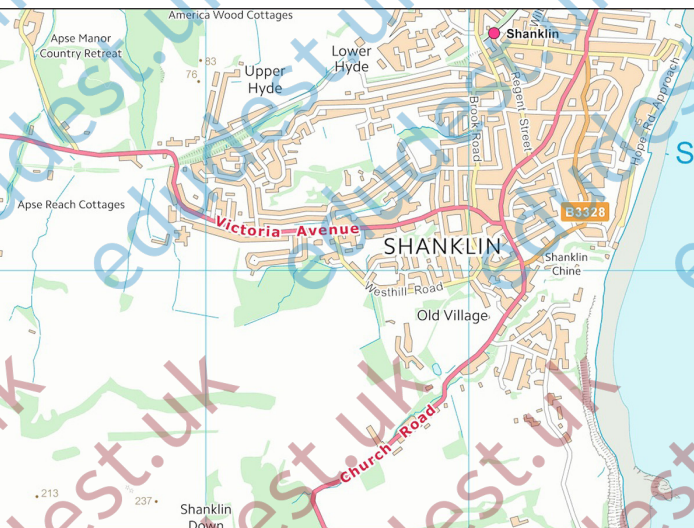 America Wood Cottages
Shanklin
Apse Manor
Country Retreat
Lower
Hyde
83
76
Upper
Hyde
Regent Street
Brook Road
Hope Rd Approach
S
Apse Reach Cottages
B3328
Victoria Avenue
SHANKLIN
Shanklin
Chine
Westhill Road
Old Village
Church Road
213
237
Shanklin
Down
edudest.uk